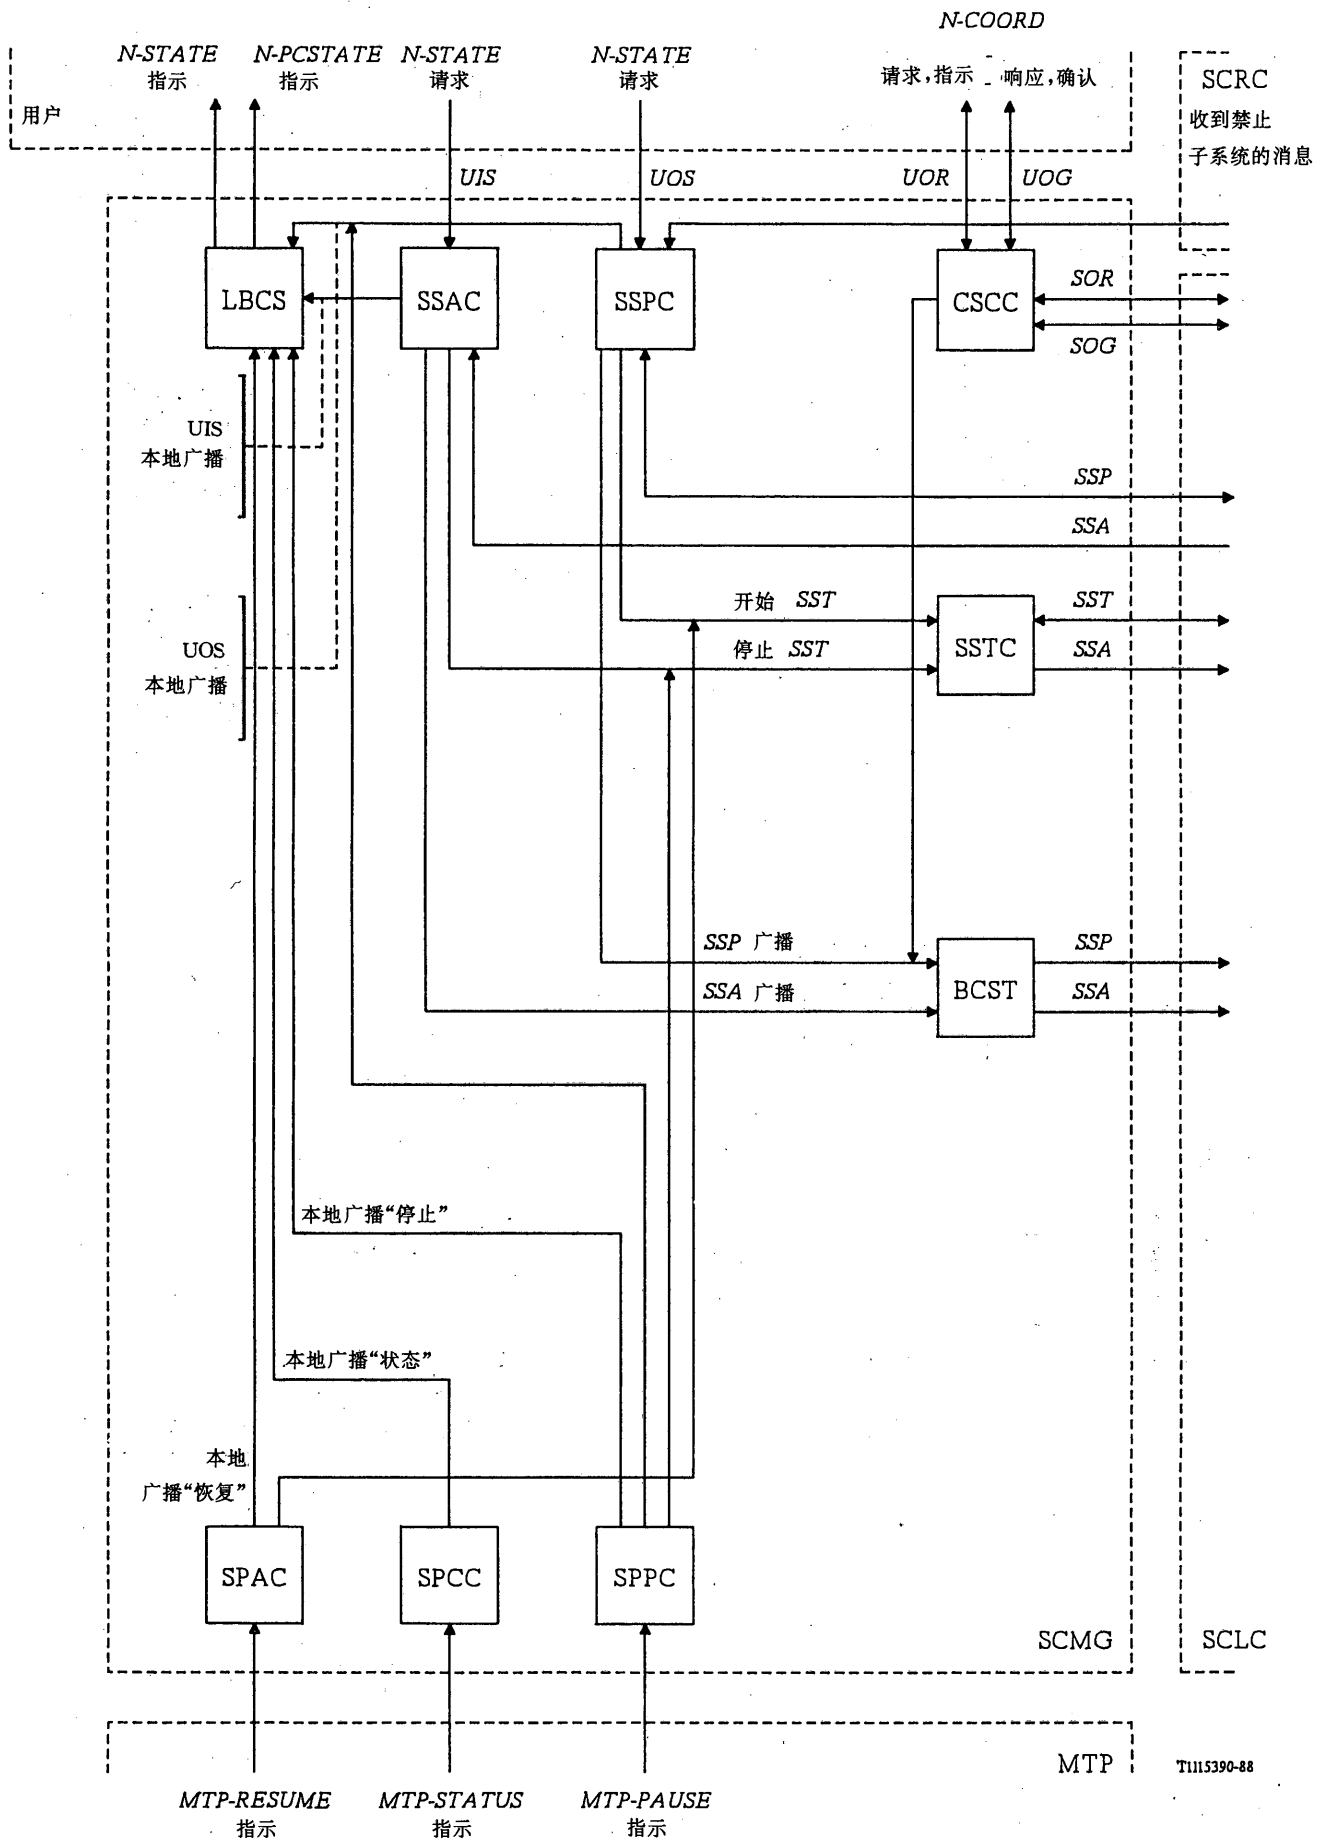 N-COORD
N-STATE
指示
N-PCSTATE
指示
N-STATE
请求
N-STATE
请求
请求,指示
响应,确认
SCRC
收到禁止
子系统的消息
用户
UIS
UOS
UOR
UOG
LBCS
SSAC
SSPC
CSCC
SOR
SOG
UIS
本地广播
SSP
SSA
UOS
本地广播
开始 SST
停止 SST
SSTC
SST
SSA
SSP 广播
SSA 广播
BCST
SSP
SSA
本地广播“停止”
本地广播“状态”
本地
广播“恢复”
SPAC
SPCC
SPPC
SCMG
SCLC
MTP
T1115390-88
MTP-RESUME
指示
MTP-STATUS
指示
MTP-PAUSE
指示